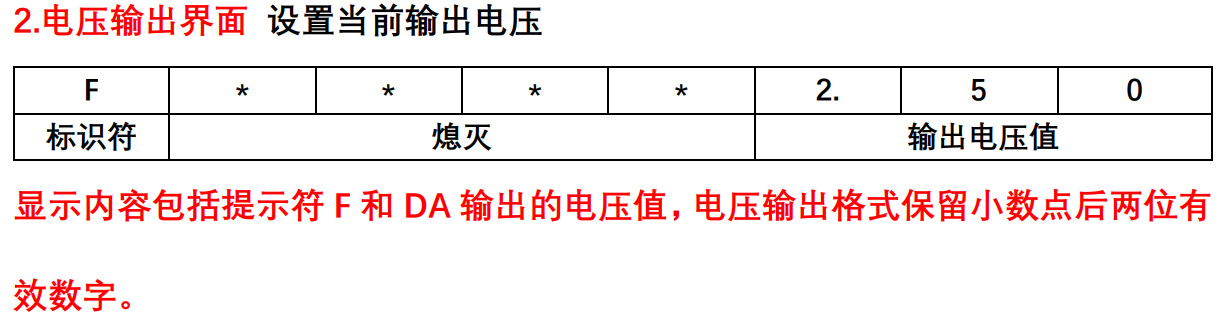 2.电压输出界面 设置当前输出电压
F * * * * 2. 5 0
标识符 熄灭 输出电压值
显示内容包括提示符 F 和 DA 输出的电压值，电压输出格式保留小数点后两位有
效数字。